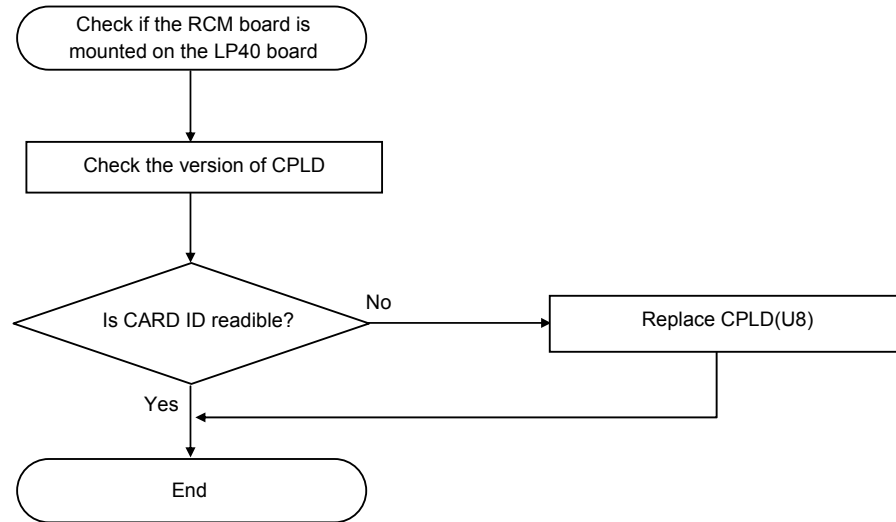 Check if the RCM board is
mounted on the LP40 board
Check the version of CPLD
Is CARD ID readible?
No
Replace CPLD(U8)
Yes
End